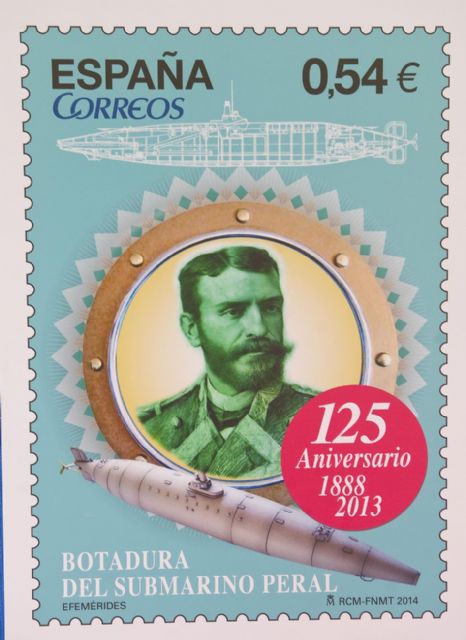 ESPAÑA
0,54 €
CORREOS
125
Aniversario
1888
2013
BOTADURA
DEL SUBMARINO PERAL
EFEMÉRIDES
RCM-FNMT 2014